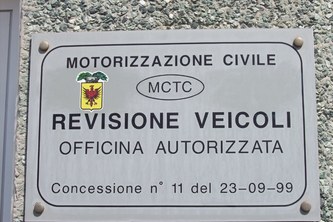 MOTORIZZAZIONE CIVILE
MCTC
REVISIONE VEICOLI
OFFICINA AUTORIZZATA
Concessione n° 11 del 23-09-99